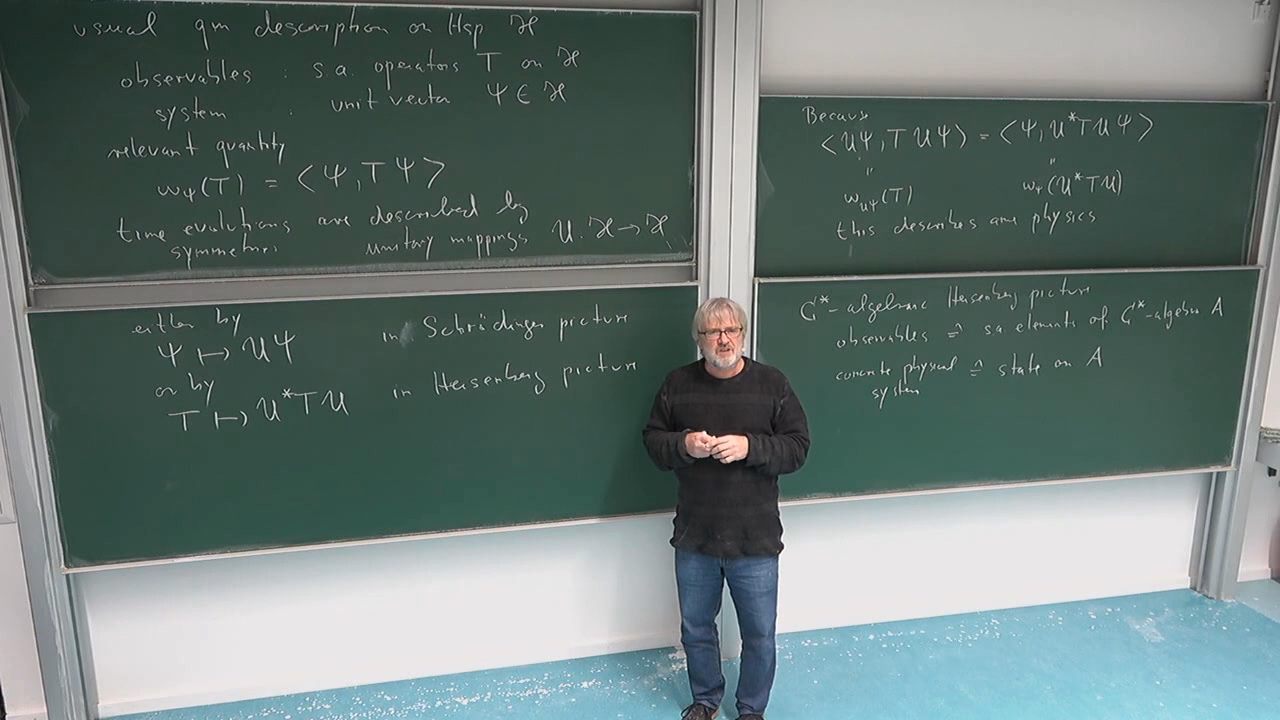 usual qm description on Hsp ℋ
observables : s.a. operators T on ℋ
system : unit vector Ψ ∈ ℋ
relevant quantity
ω_Ψ(T) = ⟨Ψ, TΨ⟩
time evolutions are described by
symmetries unitary mappings U: ℋ → ℋ
either by
Ψ ↦ UΨ in Schrödinger picture
or by
T ↦ U*TU in Heisenberg picture
Because
⟨UΨ, TUΨ⟩ = ⟨Ψ, U*TUΨ⟩
" "
ω_UΨ(T) ω_Ψ(U*TU)
this describes are physics
C*-algebraic Heisenberg picture
observables ≙ sa elements of C*-algebra A
concrete physical ≙ state on A
system